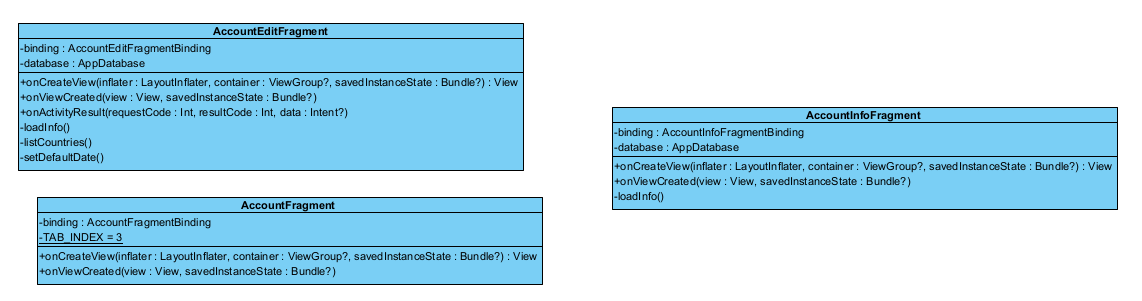 AccountEditFragment
-binding : AccountEditFragmentBinding
-database : AppDatabase
+onCreateView(inflater : LayoutInflater, container : ViewGroup?, savedInstanceState : Bundle?) : View
+onViewCreated(view : View, savedInstanceState : Bundle?)
+onActivityResult(requestCode : Int, resultCode : Int, data : Intent?)
-loadInfo()
-listCountries()
-setDefaultDate()
AccountInfoFragment
-binding : AccountInfoFragmentBinding
-database : AppDatabase
+onCreateView(inflater : LayoutInflater, container : ViewGroup?, savedInstanceState : Bundle?) : View
+onViewCreated(view : View, savedInstanceState : Bundle?)
-loadInfo()
AccountFragment
-binding : AccountFragmentBinding
-TAB_INDEX = 3
+onCreateView(inflater : LayoutInflater, container : ViewGroup?, savedInstanceState : Bundle?) : View
+onViewCreated(view : View, savedInstanceState : Bundle?)